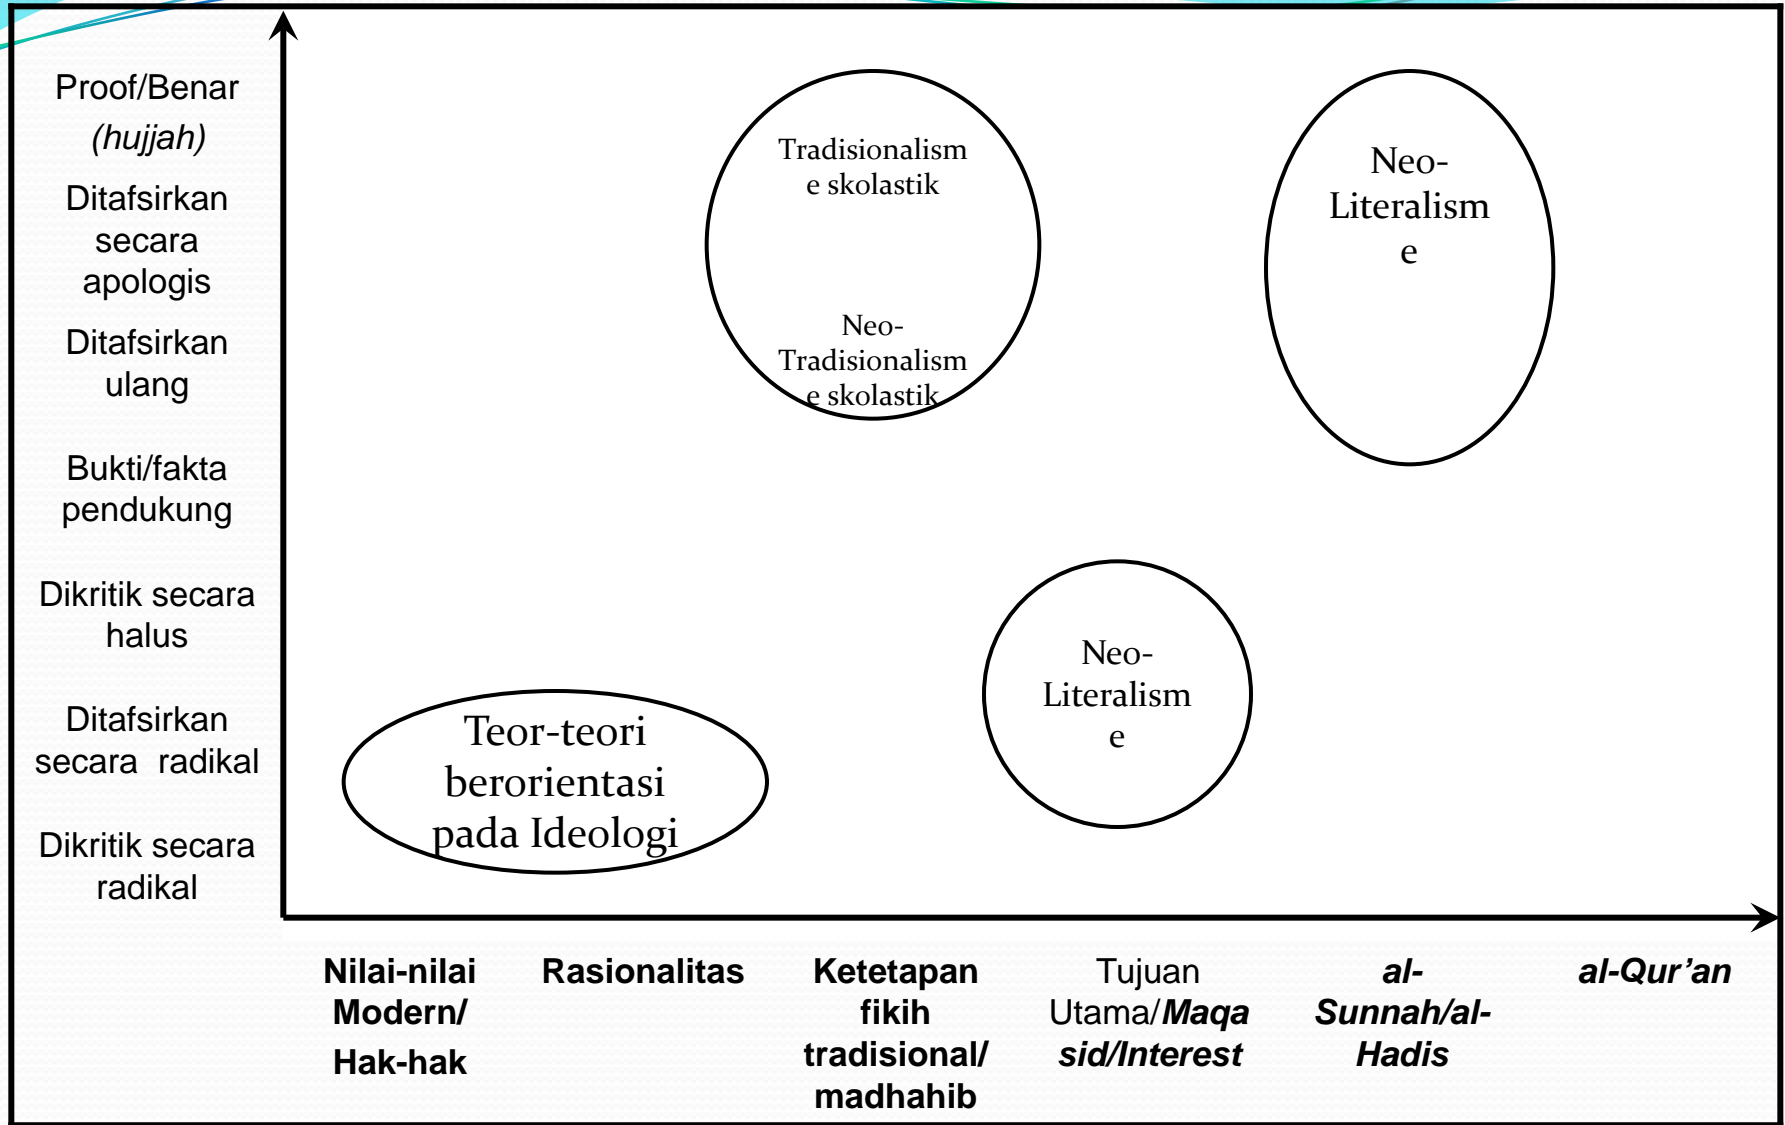 Proof/Benar
(hujjah)
Ditafsirkan
secara
apologis
Ditafsirkan
ulang
Bukti/fakta
pendukung
Dikritik secara
halus
Ditafsirkan
secara  radikal
Dikritik secara
radikal
Tradisionalism
e skolastik
Neo-
Tradisionalism
e skolastik
Neo-
Literalism
e
Neo-
Literalism
e
Teor-teori
berorientasi
pada Ideologi
Nilai-nilai
Modern/
Hak-hak
Rasionalitas
Ketetapan
fikih
tradisional/
madhahib
Tujuan
Utama/Maqa
sid/Interest
al-
Sunnah/al-
Hadis
al-Qur’an